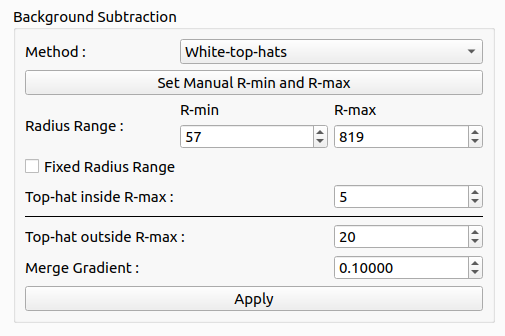 Background Subtraction
Method : White-top-hats
Set Manual R-min and R-max
R-min R-max
Radius Range : 57 819
Fixed Radius Range
Top-hat inside R-max : 5
Top-hat outside R-max : 20
Merge Gradient : 0.10000
Apply